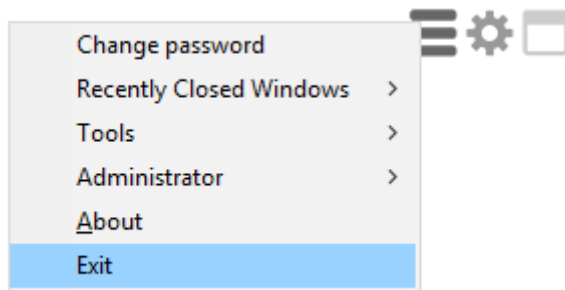 Change password
Recently Closed Windows
Tools
Administrator
About
Exit